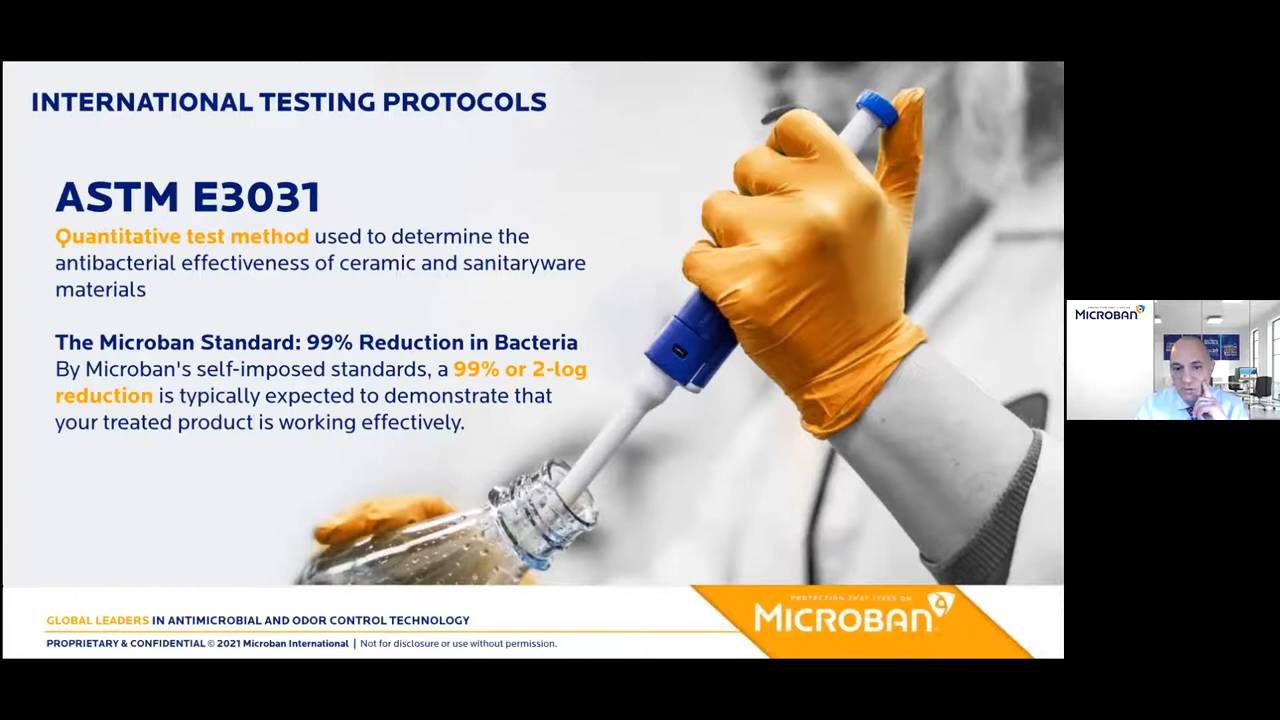 INTERNATIONAL TESTING PROTOCOLS
ASTM E3031
Quantitative test method used to determine the
antibacterial effectiveness of ceramic and sanitaryware
materials
The Microban Standard: 99% Reduction in Bacteria
By Microban's self-imposed standards, a 99% or 2-log
reduction is typically expected to demonstrate that
your treated product is working effectively.
GLOBAL LEADERS IN ANTIMICROBIAL AND ODOR CONTROL TECHNOLOGY
PROPRIETARY & CONFIDENTIAL © 2021 Microban International | Not for disclosure or use without permission.
PROTECTION THAT LIVES ON
MICROBAN
MICROBAN